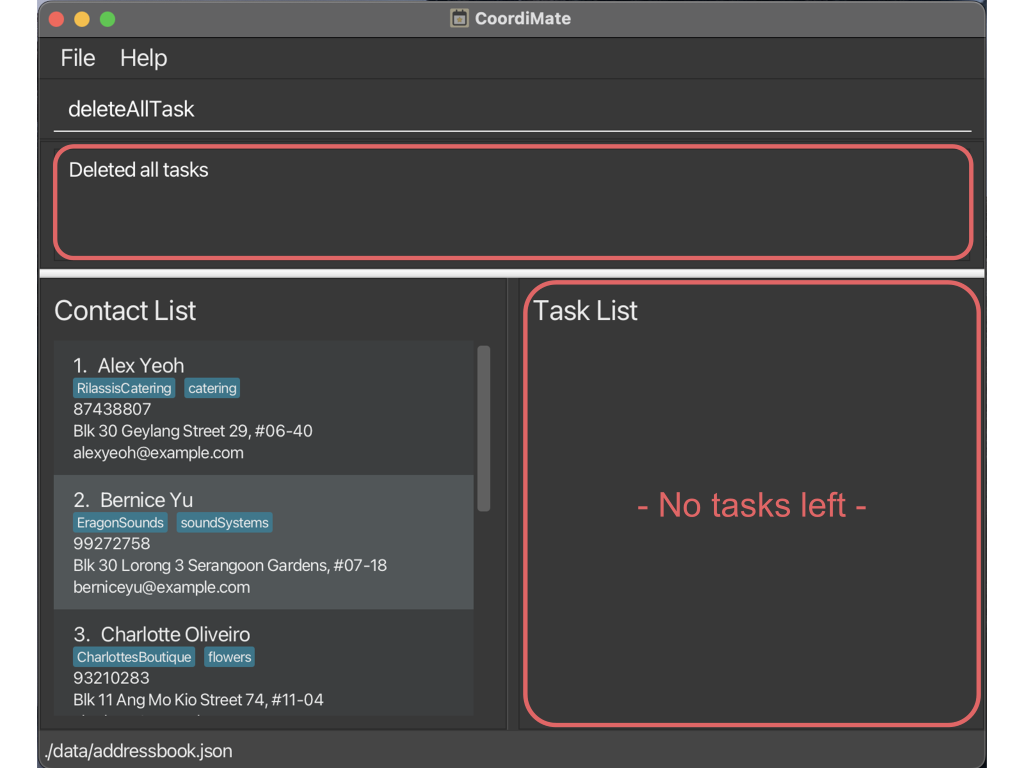 CoordiMate
File Help
deleteAllTask
Deleted all tasks
Contact List
1. Alex Yeoh
RilassisCatering catering
87438807
Blk 30 Geylang Street 29, #06-40
alexyeoh@example.com
2. Bernice Yu
EragonSounds soundSystems
99272758
Blk 30 Lorong 3 Serangoon Gardens, #07-18
berniceyu@example.com
3. Charlotte Oliveiro
CharlottesBoutique flowers
93210283
Blk 11 Ang Mo Kio Street 74, #11-04
Task List
- No tasks left -
./data/addressbook.json